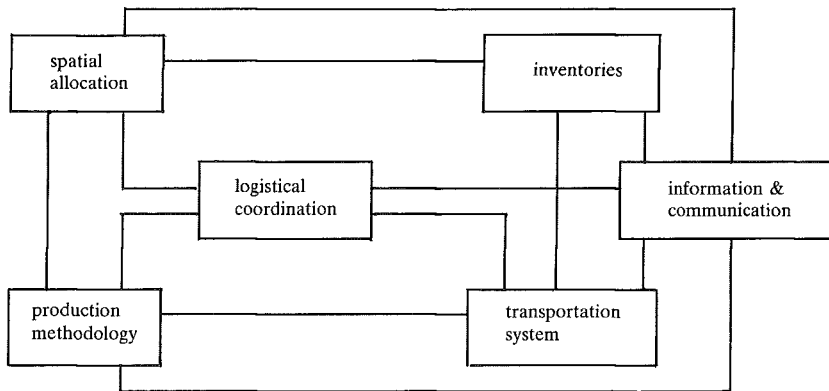 spatial
allocation
inventories
logistical
coordination
information &
communication
production
methodology
transportation
system